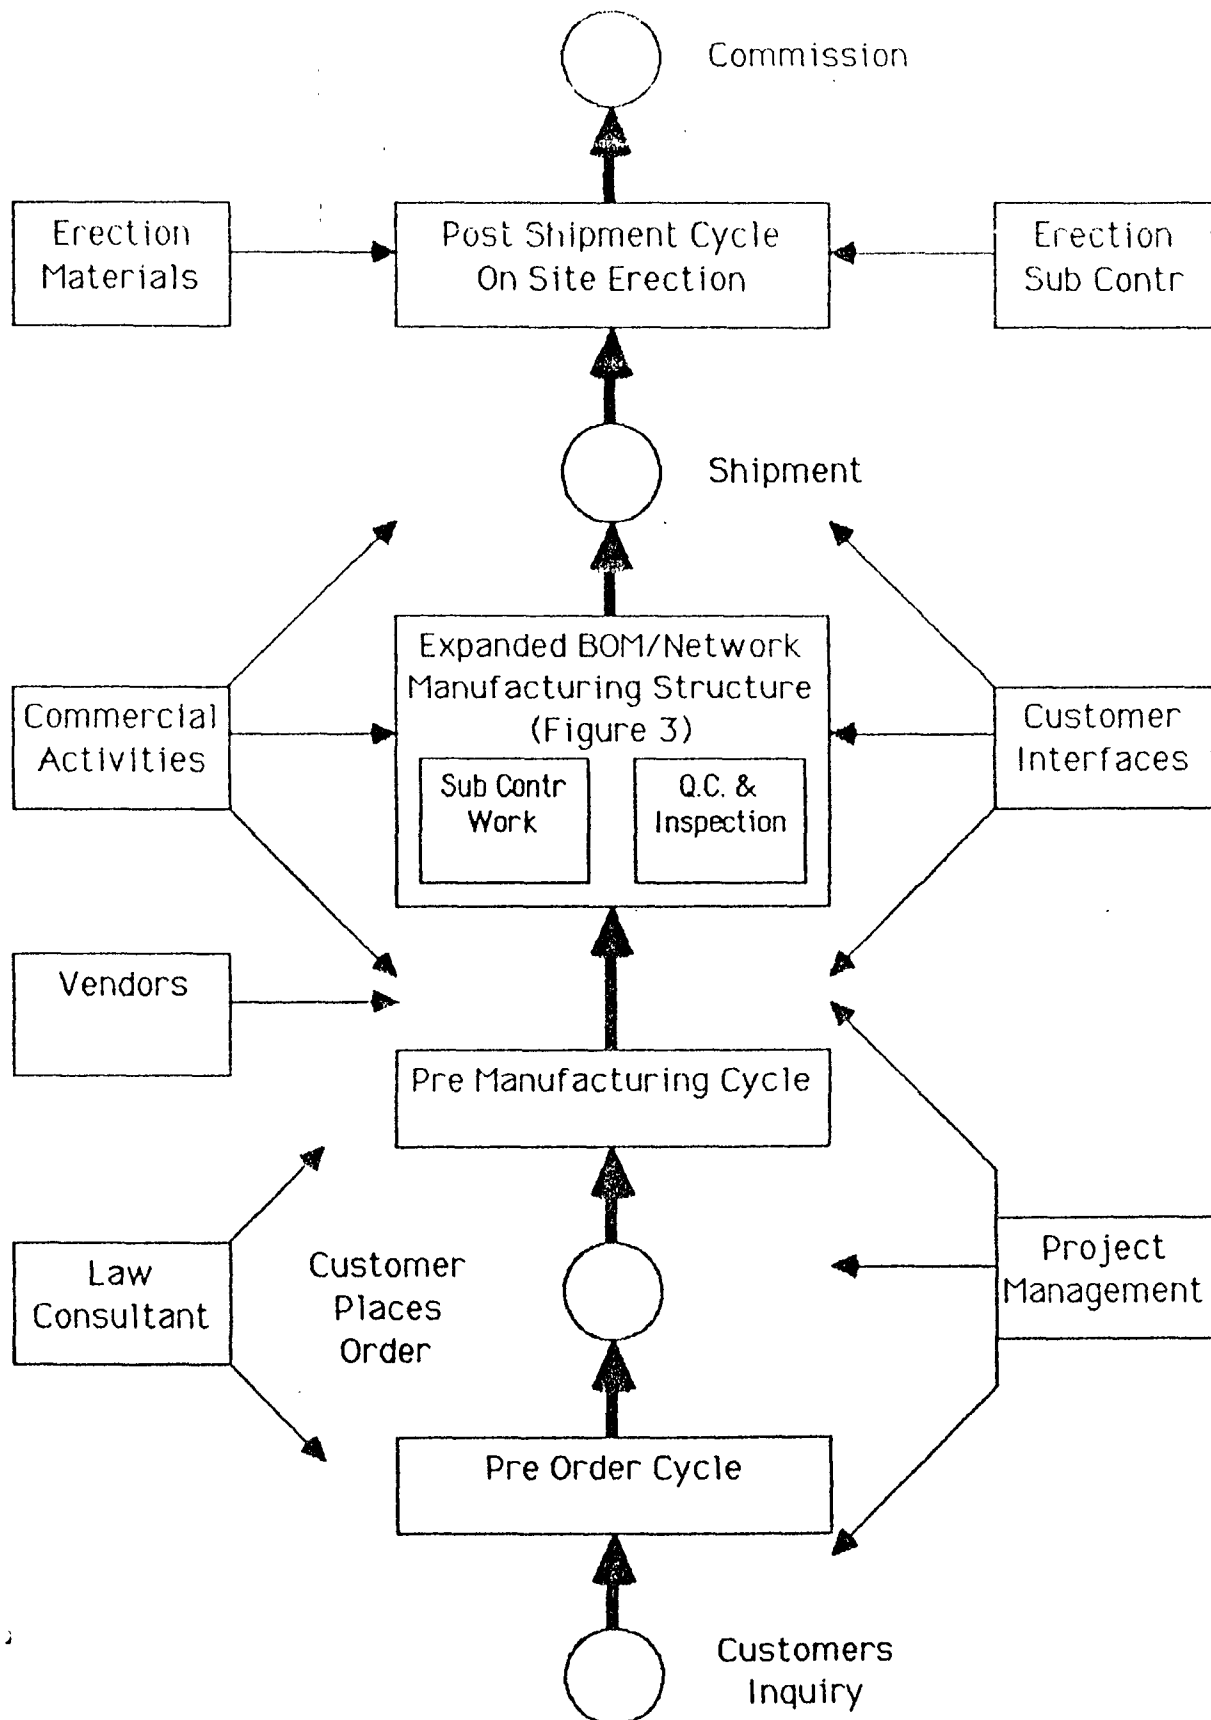 Commission
Erection
Materials
Post Shipment Cycle
On Site Erection
Erection
Sub Contr
Shipment
Expanded BOM/Network
Manufacturing Structure
(Figure 3)
Commercial
Activities
Customer
Interfaces
Sub Contr
Work
Q.C. &
Inspection
Vendors
Pre Manufacturing Cycle
Law
Consultant
Customer
Places
Order
Project
Management
Pre Order Cycle
Customers
Inquiry